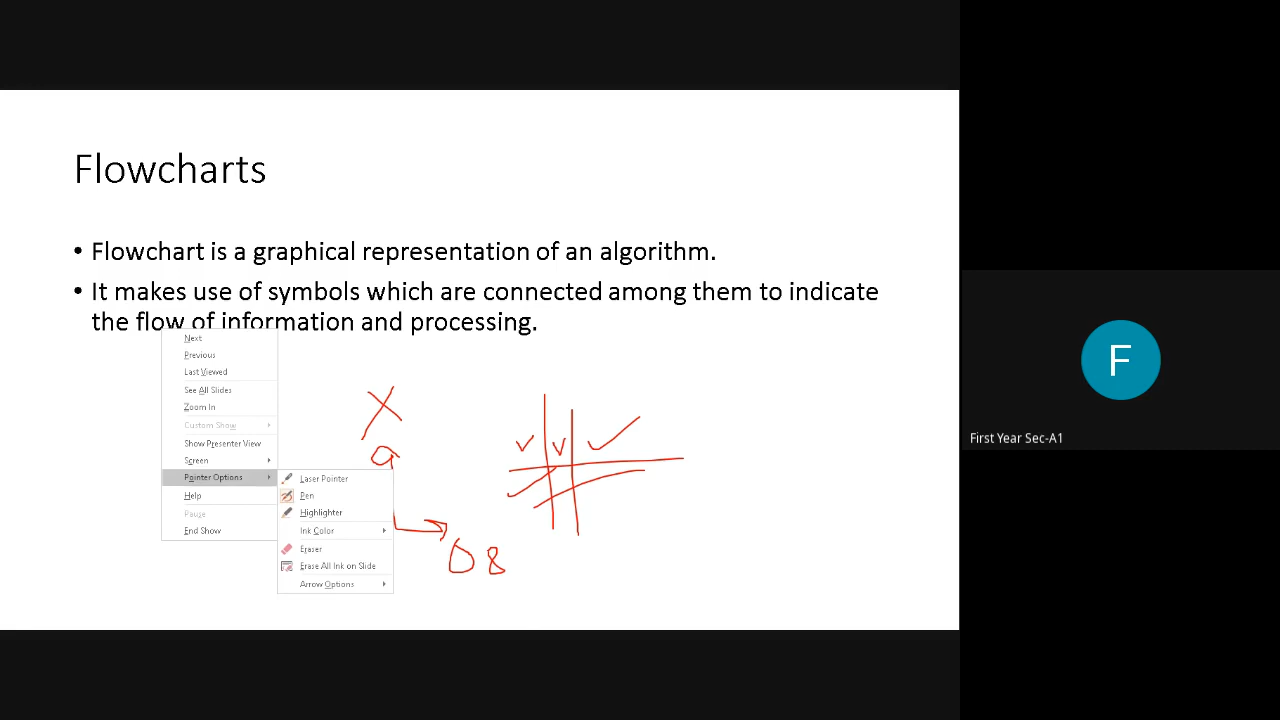 Flowcharts
• Flowchart is a graphical representation of an algorithm.
• It makes use of symbols which are connected among them to indicate
the flow of information and processing.
Next
Previous
Last Viewed
See All Slides
Zoom In
Custom Show
Show Presenter View
Screen
Pointer Options
Help
Pause
End Show
Laser Pointer
Pen
Highlighter
Ink Color
Eraser
Erase All Ink on Slide
Arrow Options
X
a
08
F
First Year Sec-A1